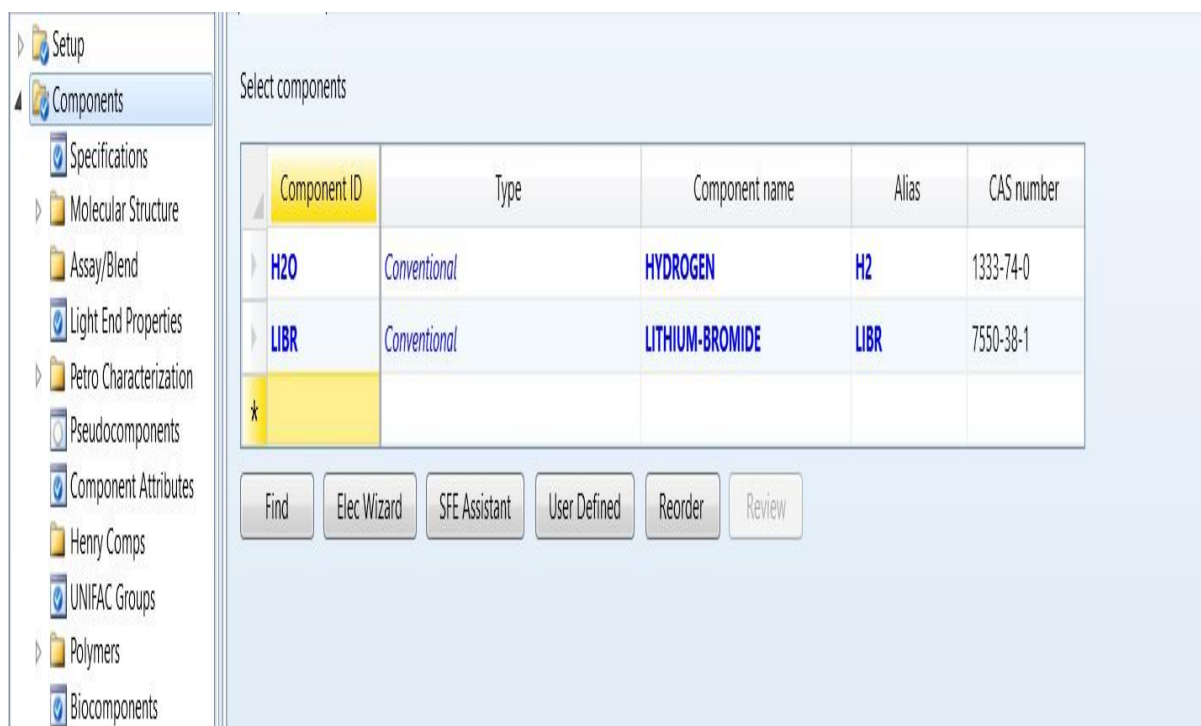 Setup
Components
Specifications
Molecular Structure
Assay/Blend
Light End Properties
Petro Characterization
Pseudocomponents
Component Attributes
Henry Comps
UNIFAC Groups
Polymers
Biocomponents
Select components
Component ID Type Component name Alias CAS number
H2O Conventional HYDROGEN H2 1333-74-0
LIBR Conventional LITHIUM-BROMIDE LIBR 7550-38-1
*
Find Elec Wizard SFE Assistant User Defined Reorder Review